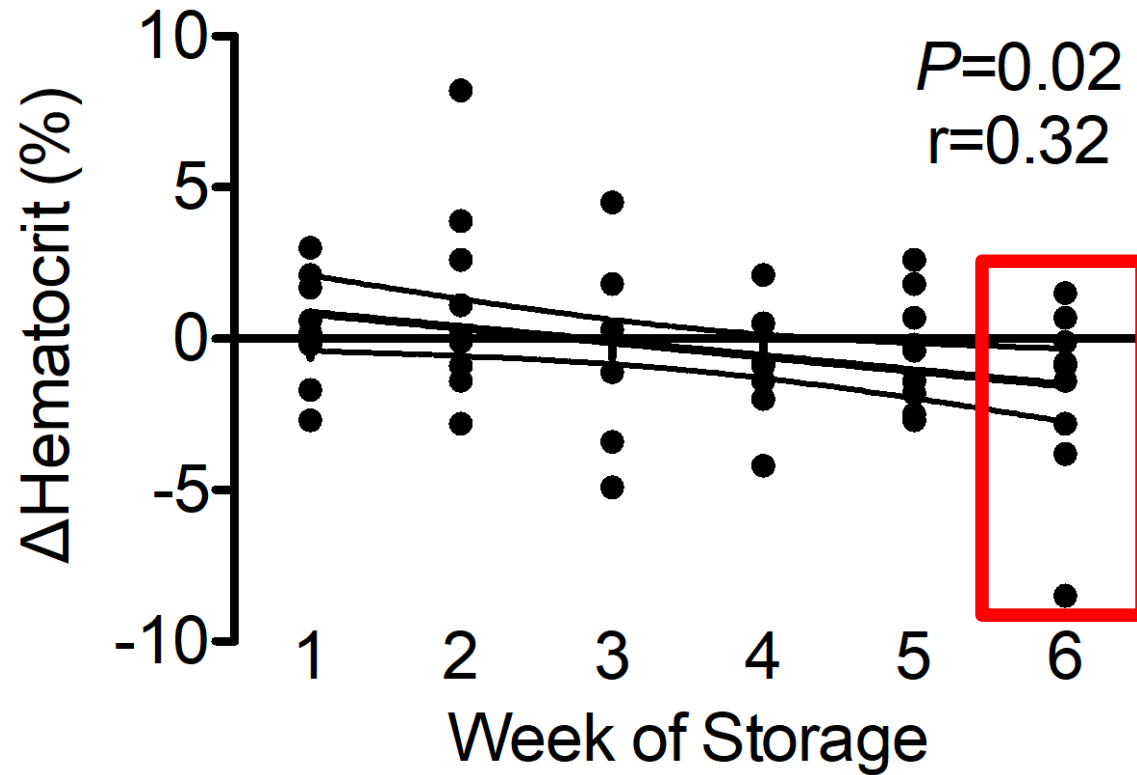 10
5
0
-5
-10
ΔHematocrit (%)
P=0.02
r=0.32
1 2 3 4 5 6
Week of Storage